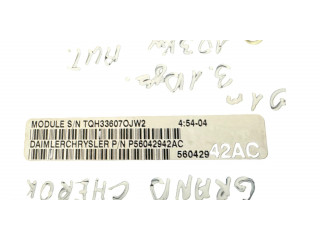 MODULE S/N TQH33607OJW2 4:54-04
DAIMLERCHRYSLER P/N P56042942AC
56042942AC
GRAND CHEROK